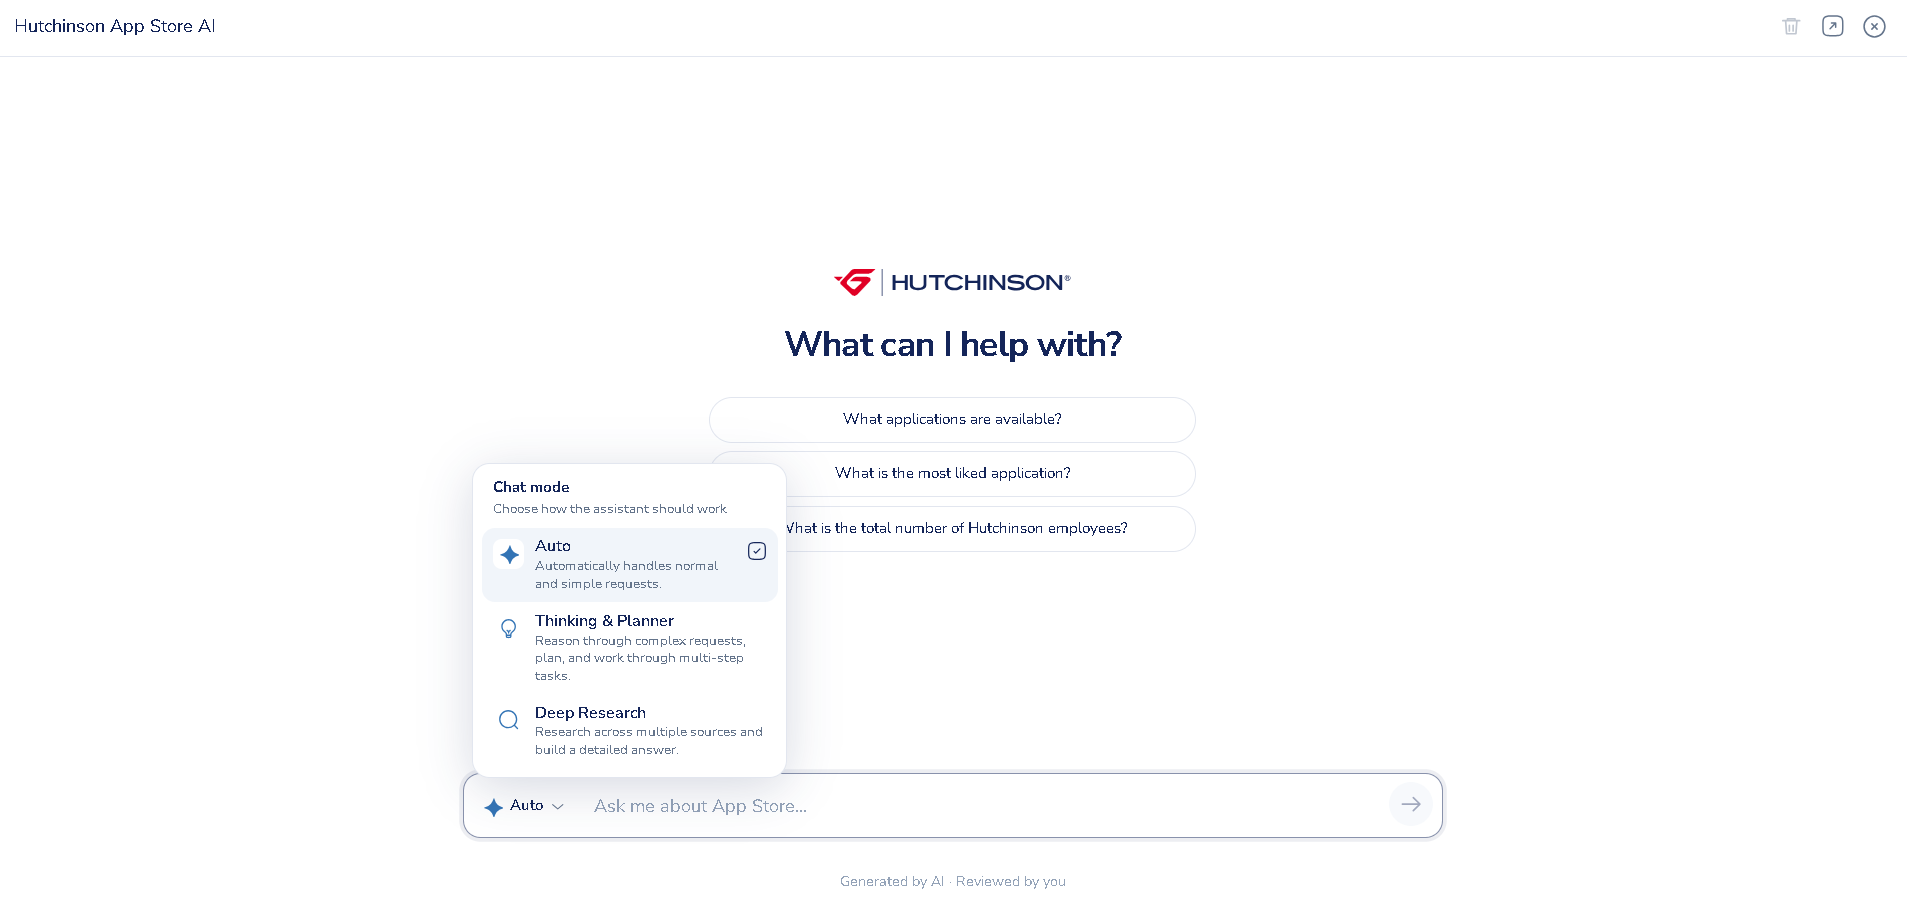 Hutchinson App Store AI
HUTCHINSON®
What can I help with?
What applications are available?
What is the most liked application?
What is the total number of Hutchinson employees?
Chat mode
Choose how the assistant should work
Auto
Automatically handles normal
and simple requests.
Thinking & Planner
Reason through complex requests,
plan, and work through multi-step
tasks.
Deep Research
Research across multiple sources and
build a detailed answer.
Auto
Ask me about App Store...
Generated by AI · Reviewed by you